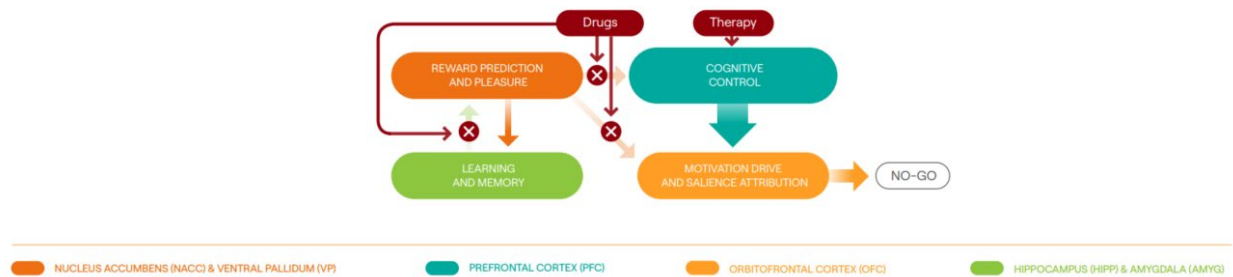 Drugs
Therapy
REWARD PREDICTION
AND PLEASURE
COGNITIVE
CONTROL
LEARNING
AND MEMORY
MOTIVATION DRIVE
AND SALIENCE ATTRIBUTION
NO-GO
NUCLEUS ACCUMBENS (NACC) & VENTRAL PALLIDUM (VP)
PREFRONTAL CORTEX (PFC)
ORBITOFRONTAL CORTEX (OFC)
HIPPOCAMPUS (HIPP) & AMYGDALA (AMYG)